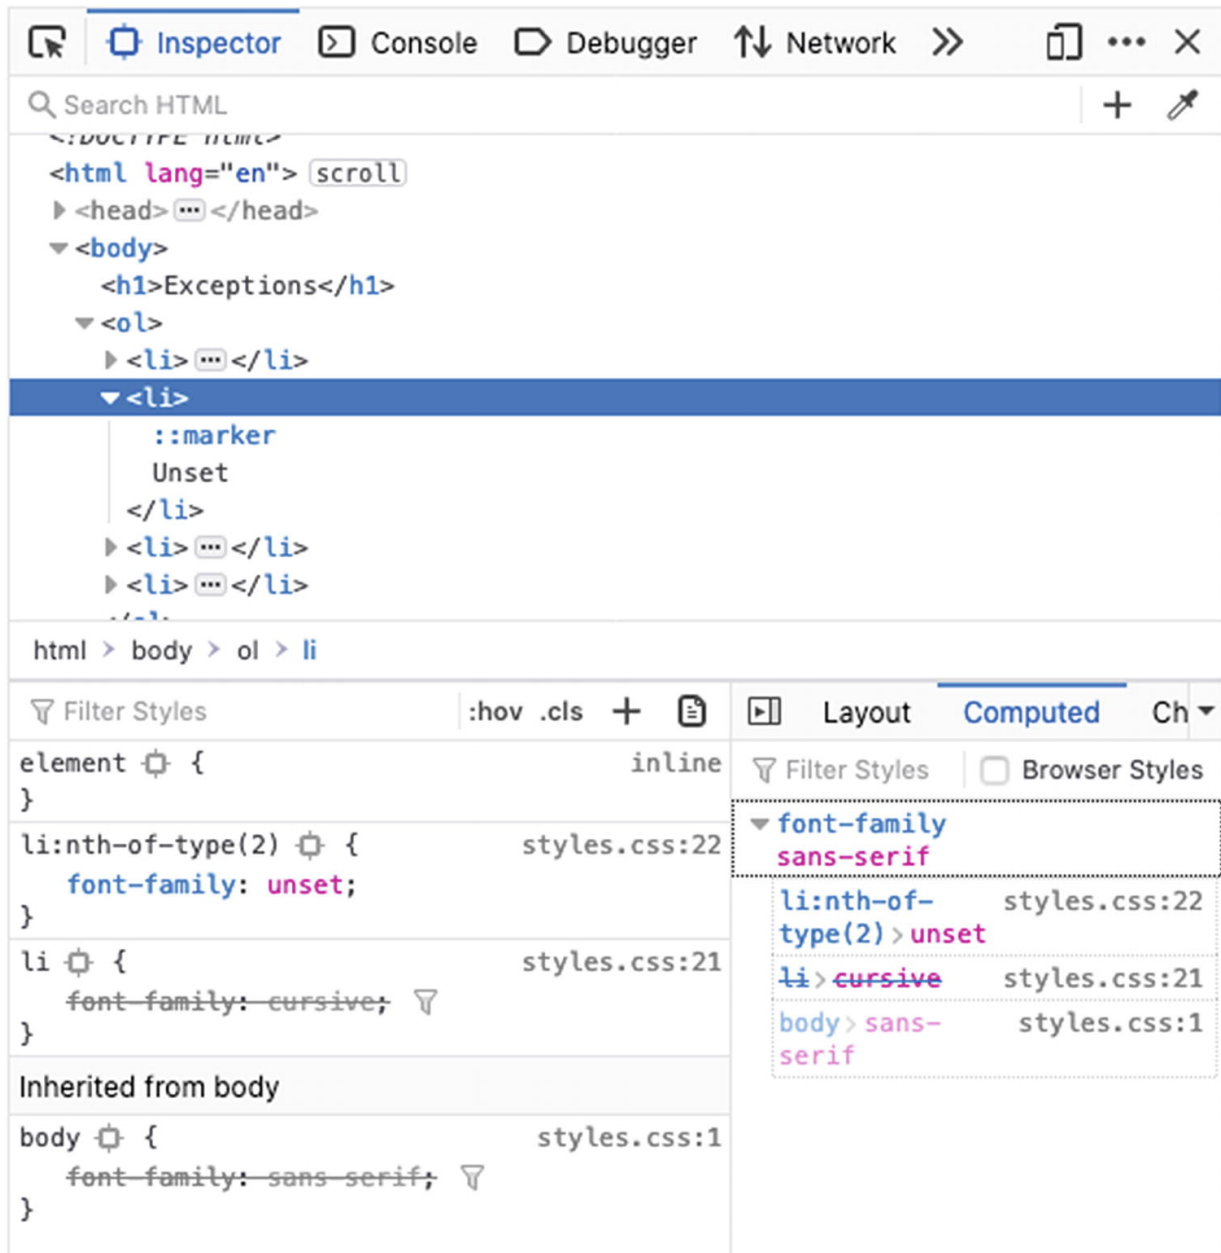 Inspector Console Debugger Network
Search HTML
<!DOCTYPE html>
<html lang="en"> scroll
<head> ••• </head>
<body>
<h1>Exceptions</h1>
<ol>
<li> ••• </li>
<li>
::marker
Unset
</li>
<li> ••• </li>
<li> ••• </li>
</ol>
html > body > ol > li
Filter Styles :hov .cls +
element { inline
}
li:nth-of-type(2) { styles.css:22
font-family: unset;
}
li { styles.css:21
font-family: cursive;
}
Inherited from body
body { styles.css:1
font-family: sans-serif;
}
Layout Computed Ch
Filter Styles Browser Styles
font-family
sans-serif
li:nth-of- styles.css:22
type(2) > unset
li > cursive styles.css:21
body > sans- styles.css:1
serif